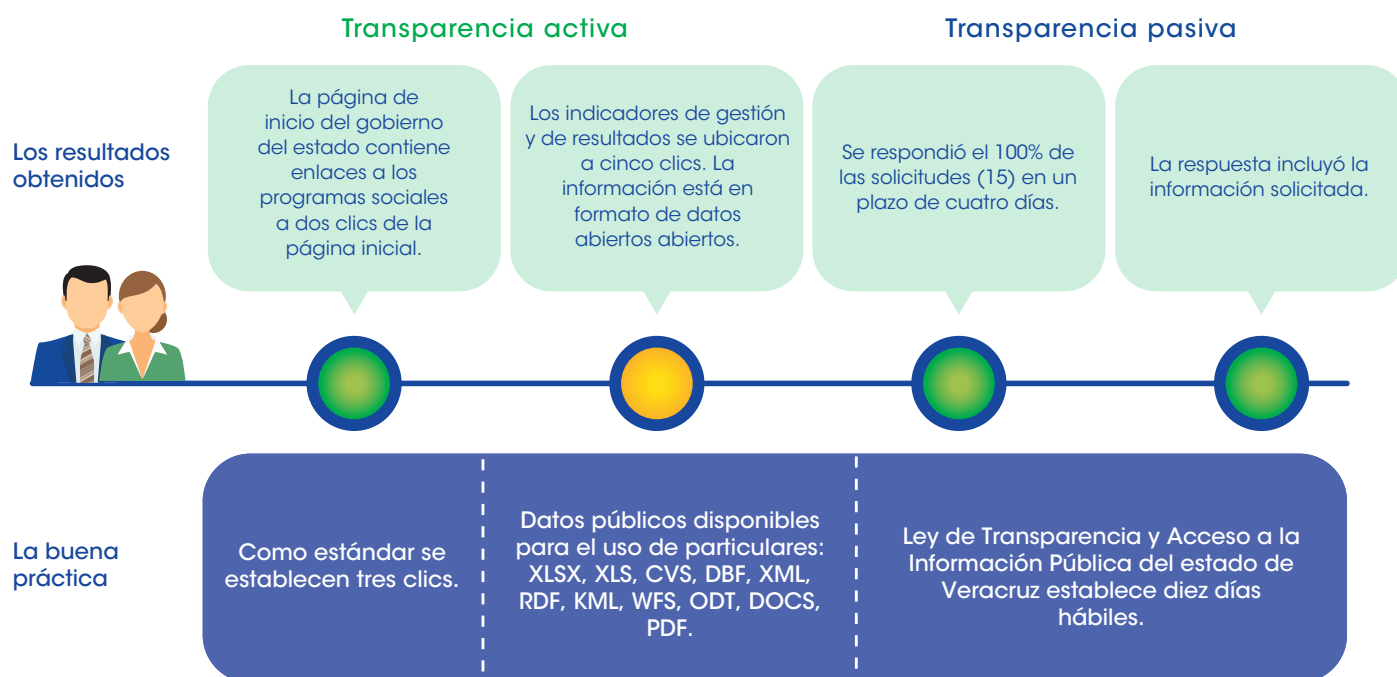 Transparencia activa
Transparencia pasiva
Los resultados
obtenidos
La página de
inicio del gobierno
del estado contiene
enlaces a los
programas sociales
a dos clics de la
página inicial.
Los indicadores de gestión
y de resultados se ubicaron
a cinco clics. La
información está en
formato de datos
abiertos abiertos.
Se respondió el 100% de
las solicitudes (15) en un
plazo de cuatro días.
La respuesta incluyó la
información solicitada.
La buena
práctica
Como estándar se
establecen tres clics.
Datos públicos disponibles
para el uso de particulares:
XLSX, XLS, CVS, DBF, XML,
RDF, KML, WFS, ODT, DOCS,
PDF.
Ley de Transparencia y Acceso a la
Información Pública del estado de
Veracruz establece diez días
hábiles.